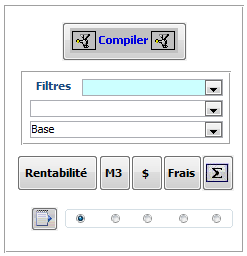 Compiler
Filtres
Base
Rentabilité M3 $ Frais Σ